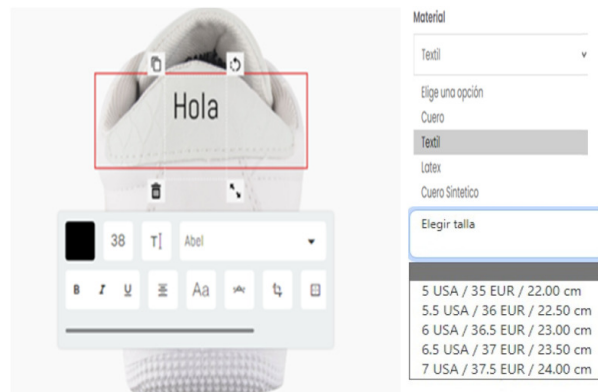 Hola
38
Abel
B I U
Aa
Material
Textil
Elige una opción
Cuero
Textil
Latex
Cuero Sintetico
Elegir talla
5 USA / 35 EUR / 22.00 cm
5.5 USA / 36 EUR / 22.50 cm
6 USA / 36.5 EUR / 23.00 cm
6.5 USA / 37 EUR / 23.50 cm
7 USA / 37.5 EUR / 24.00 cm